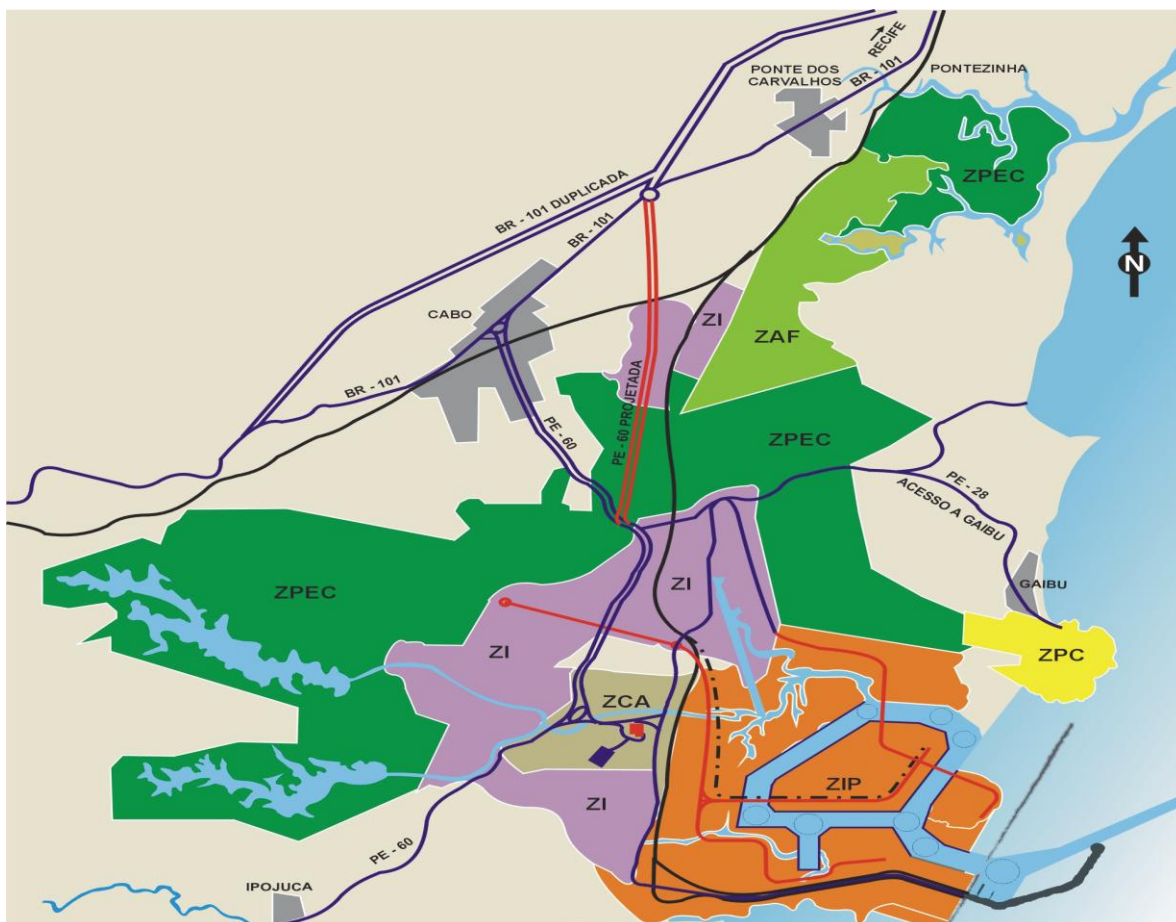 RECIFE
PONTE DOS
CARVALHOS
BR - 101
PONTEZINHA
ZPEC
BR - 101 DUPLICADA
BR - 101
N
CABO
ZI
ZAF
BR - 101
PE - 60
PE - 60 PROJETADA
ZPEC
PE - 28
ACESSO A GAIBU
ZI
GAIBU
ZPEC
ZI
ZPC
ZCA
ZIP
ZI
PE - 60
IPOJUCA